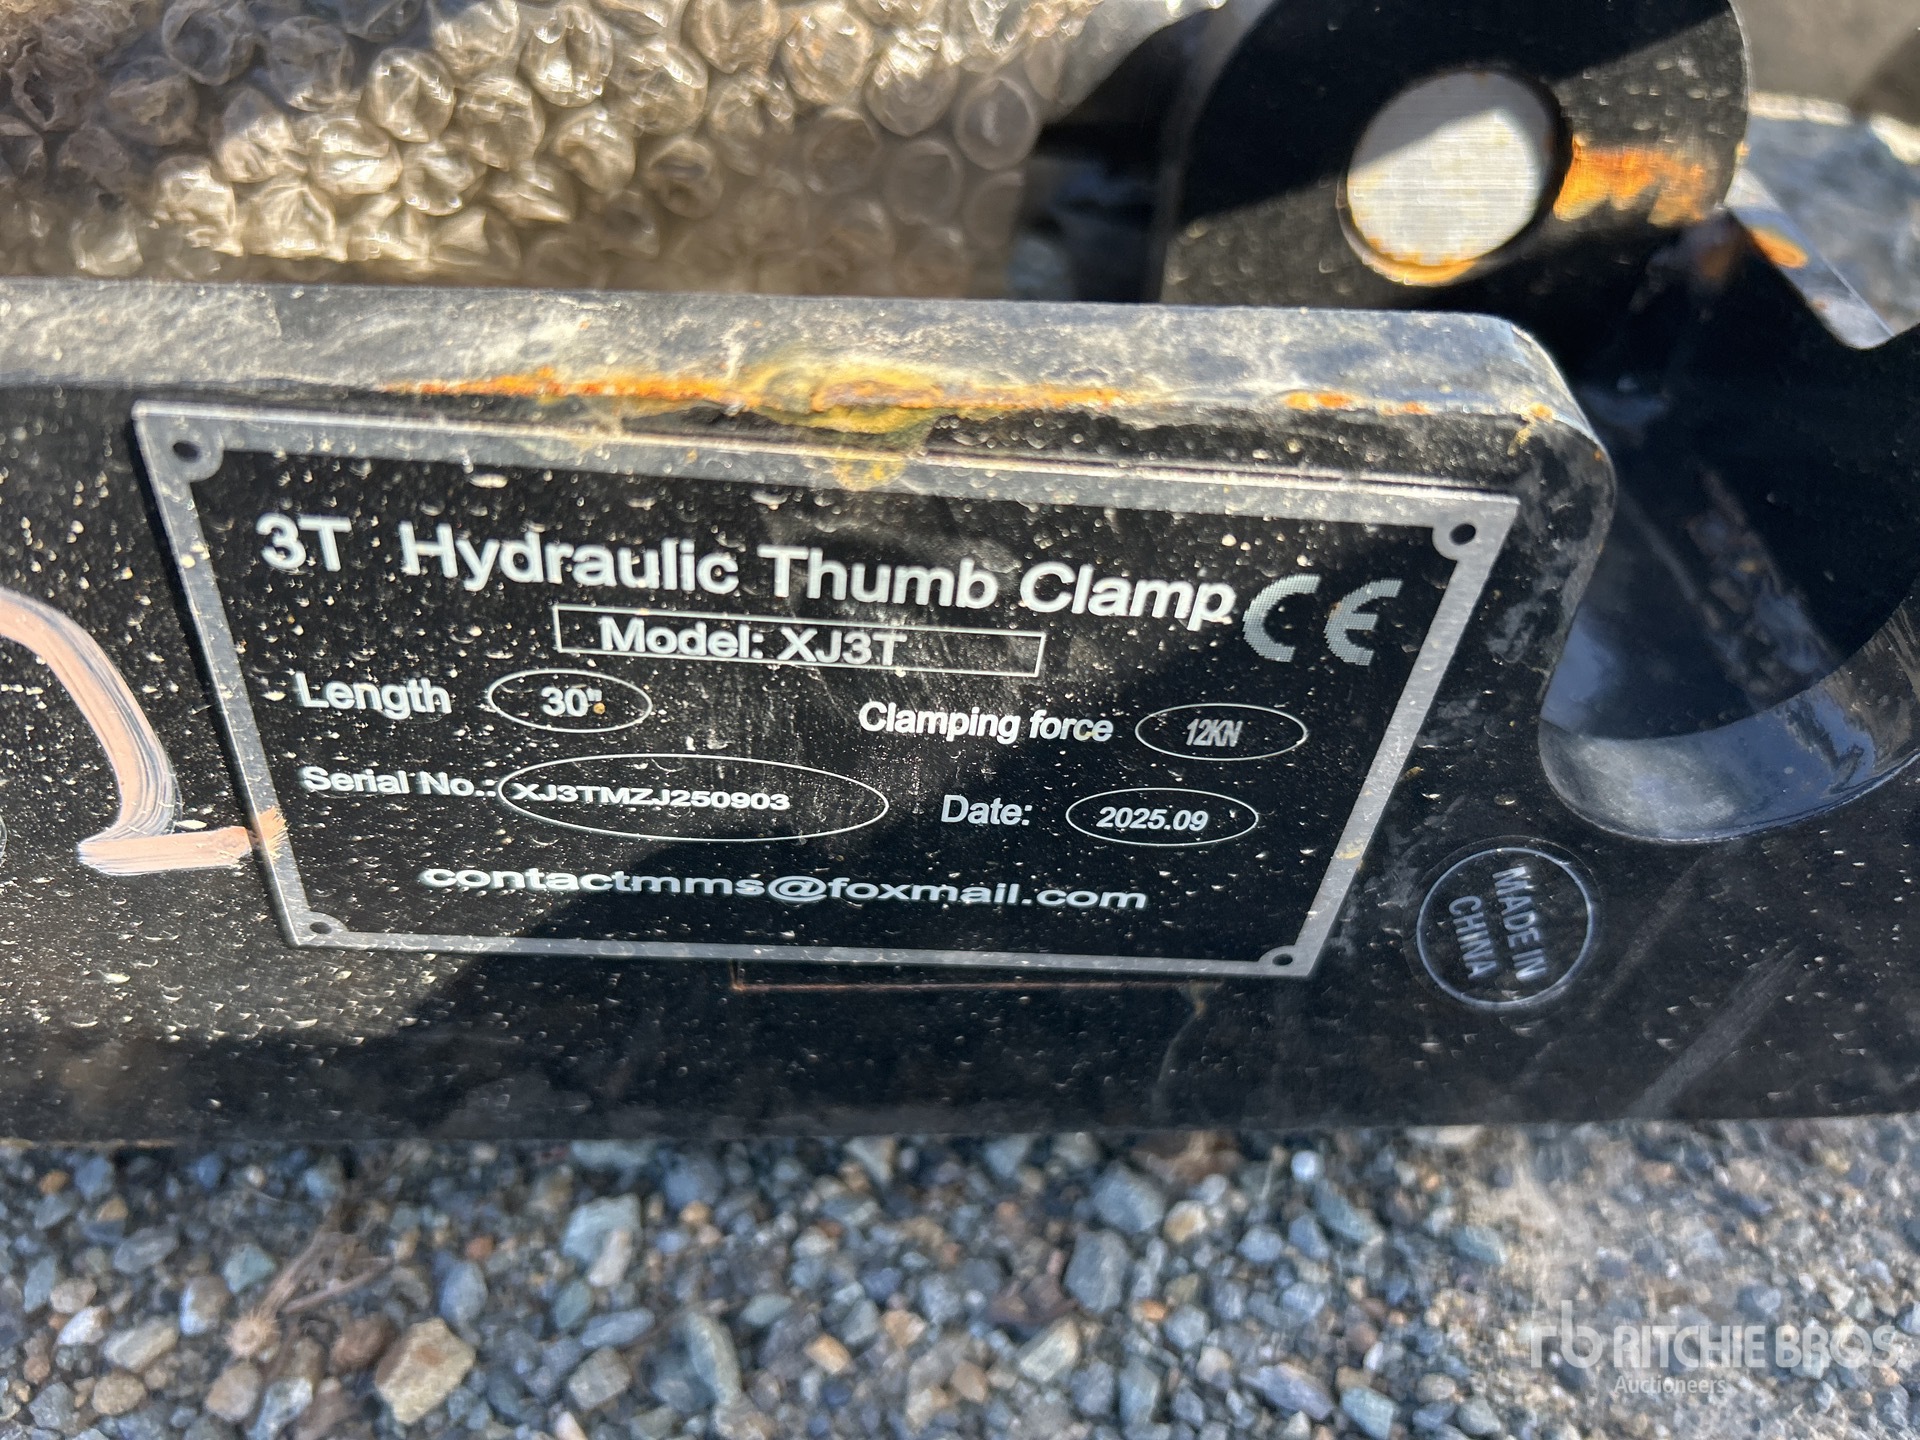 3T Hydraulic Thumb Clamp CE
Model: XJ3T
Length 30" Clamping force 12KN
Serial No.: XJ3TMZJ250903 Date: 2025.09
contactmms@foxmail.com
MADE IN
CHINA
rb RITCHIE BROS
Auctioneers